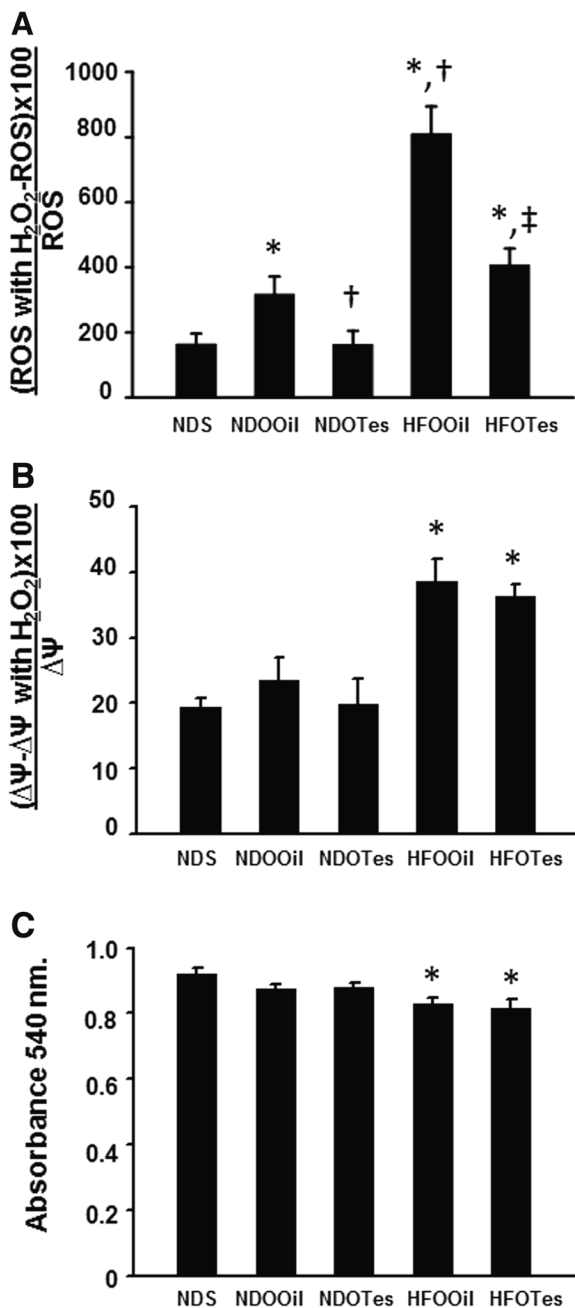 A
(ROS with H2O2-ROS)x100
ROS
1000
800
600
400
200
0
*
†
*,†
*,‡
NDS NDOOil NDOTes HFOOil HFOTes
B
(ΔΨ-ΔΨ with H2O2)x100
ΔΨ
50
40
30
20
10
0
*
*
NDS NDOOil NDOTes HFOOil HFOTes
C
Absorbance 540 nm.
1.0
0.8
0.6
0.4
0.2
0
*
*
NDS NDOOil NDOTes HFOOil HFOTes